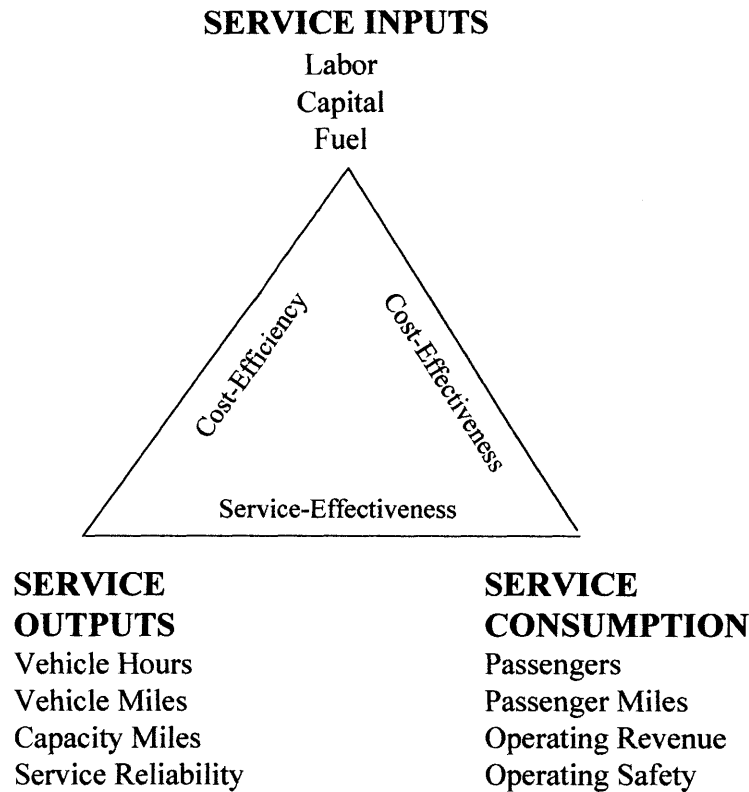 SERVICE INPUTS
Labor
Capital
Fuel
Cost-Efficiency
Cost-Effectiveness
Service-Effectiveness
SERVICE
OUTPUTS
Vehicle Hours
Vehicle Miles
Capacity Miles
Service Reliability
SERVICE
CONSUMPTION
Passengers
Passenger Miles
Operating Revenue
Operating Safety